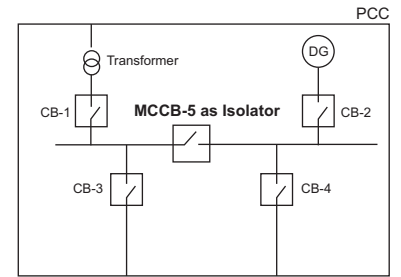 PCC
Transformer
DG
CB-1
MCCB-5 as Isolator
CB-2
CB-3
CB-4